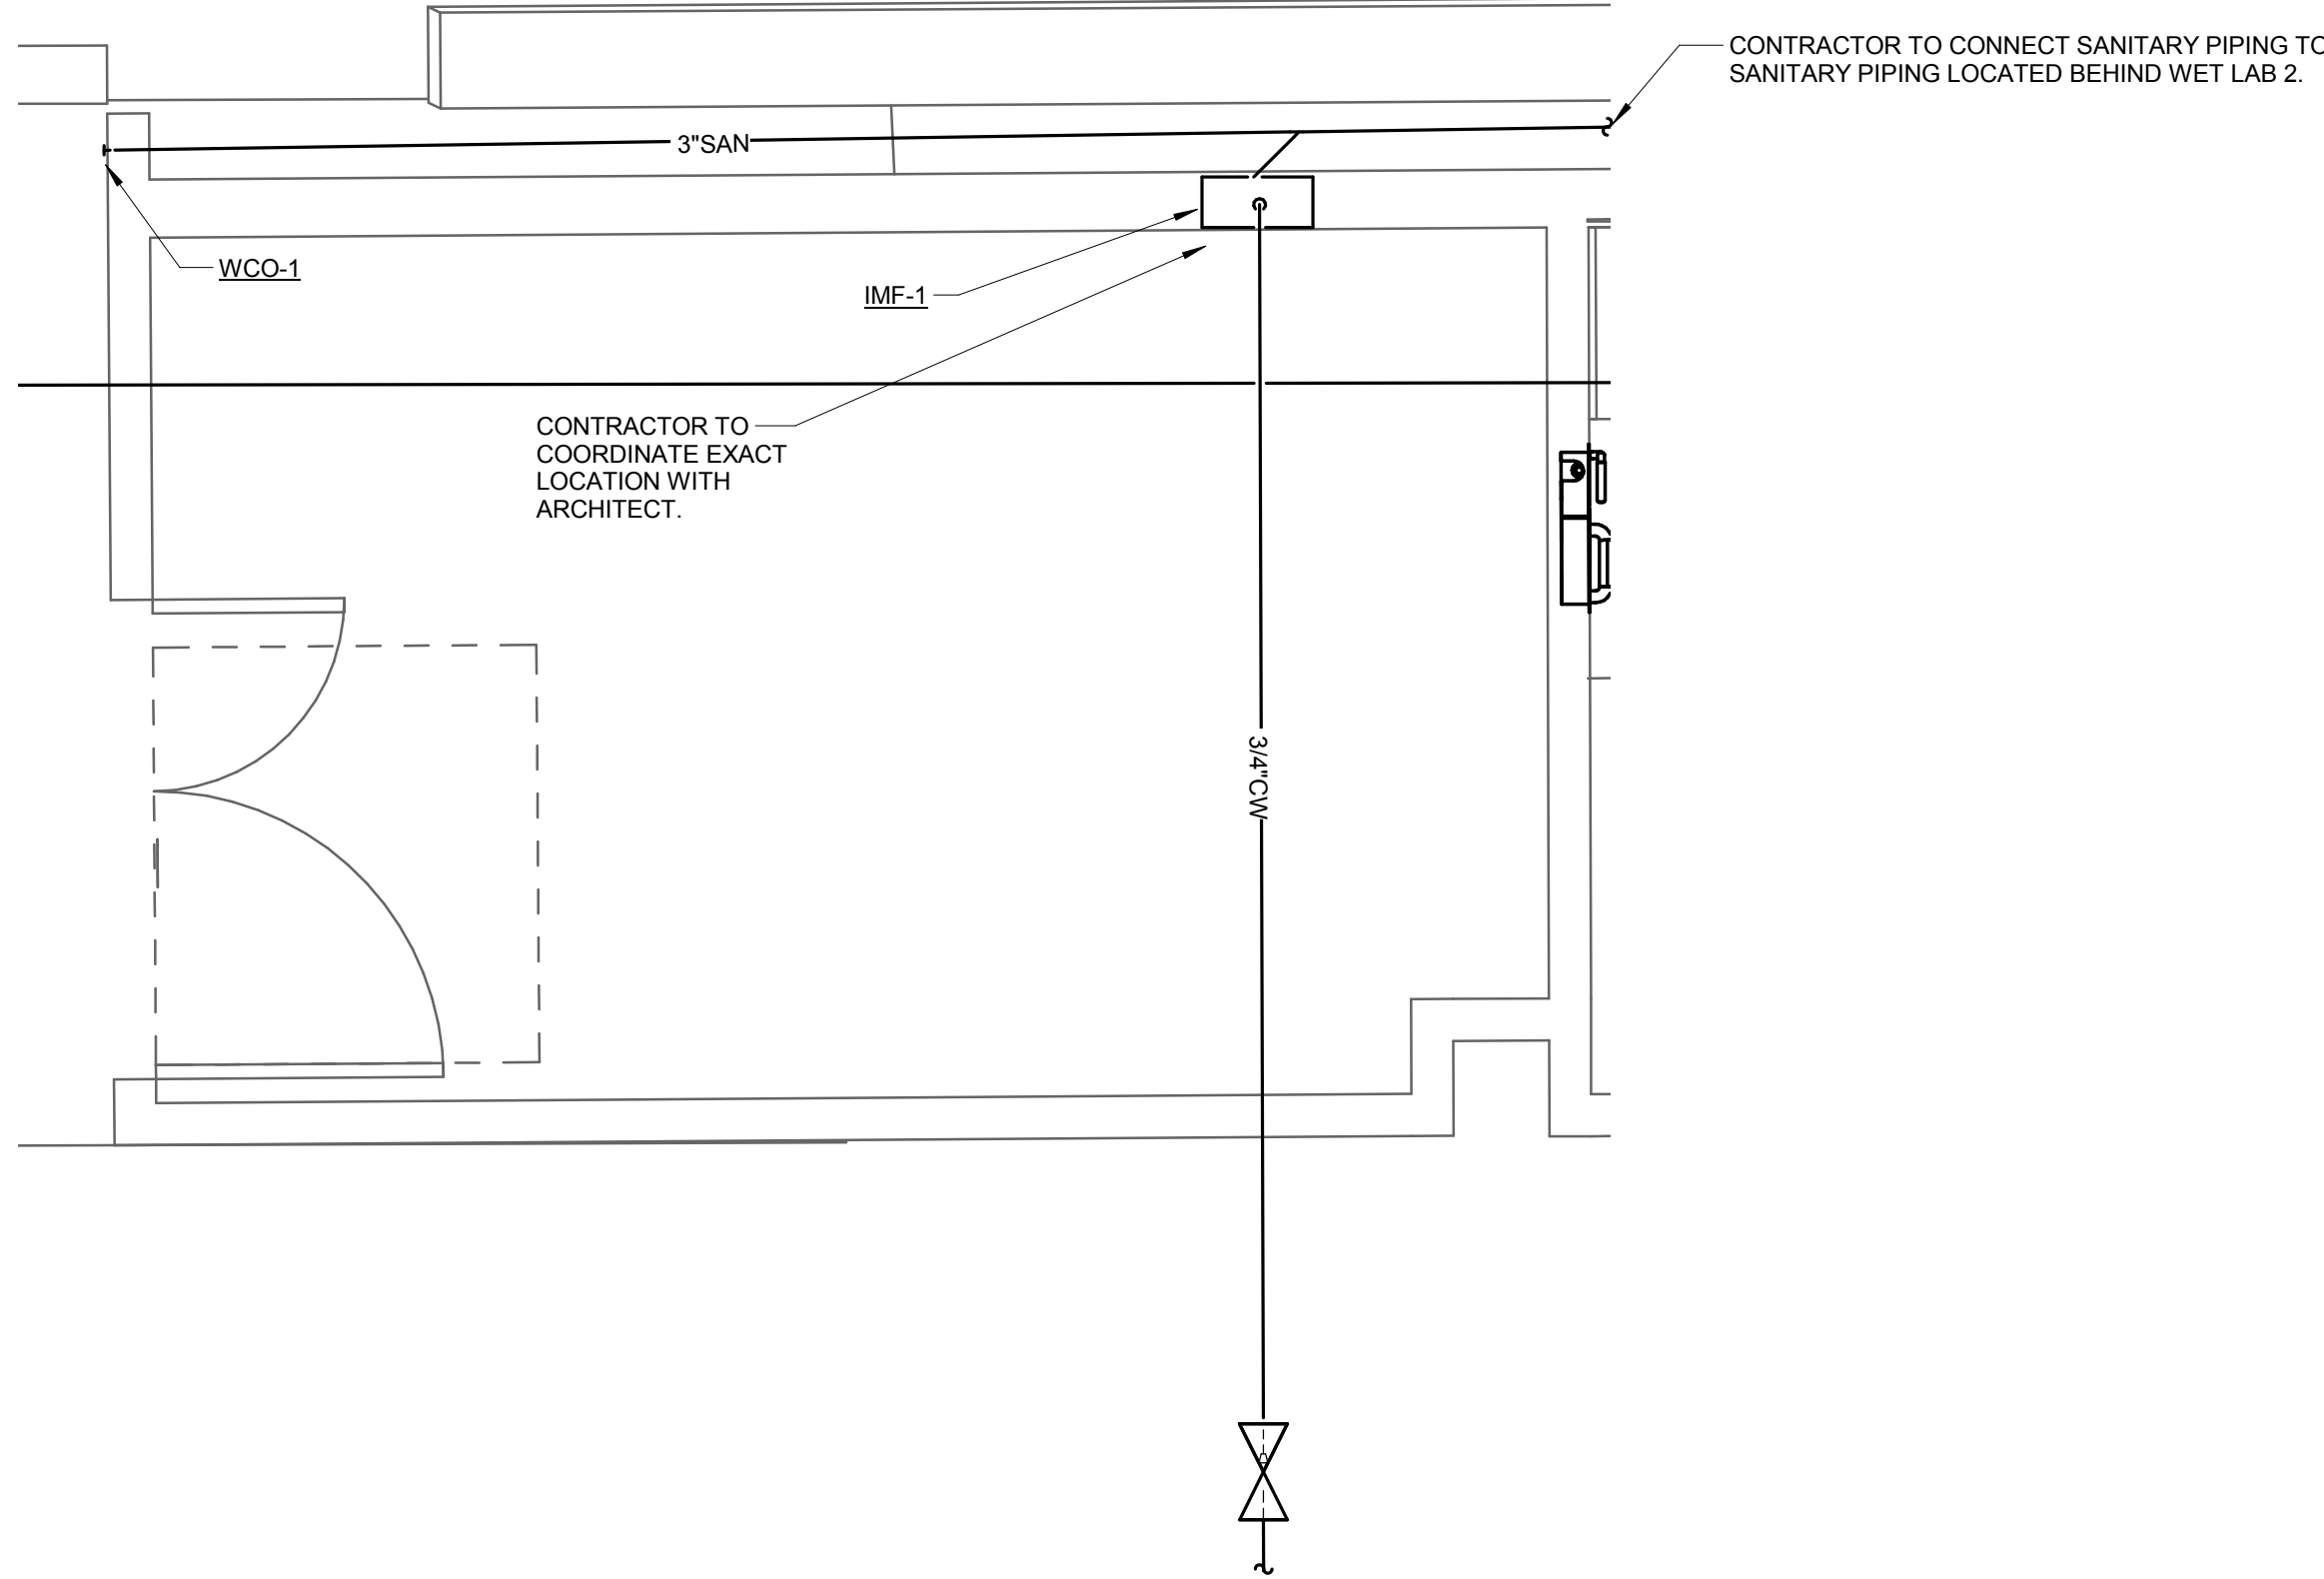 CONTRACTOR TO CONNECT SANITARY PIPING TO
SANITARY PIPING LOCATED BEHIND WET LAB 2.
3"SAN
WCO-1
IMF-1
CONTRACTOR TO
COORDINATE EXACT
LOCATION WITH
ARCHITECT.
3/4"CW